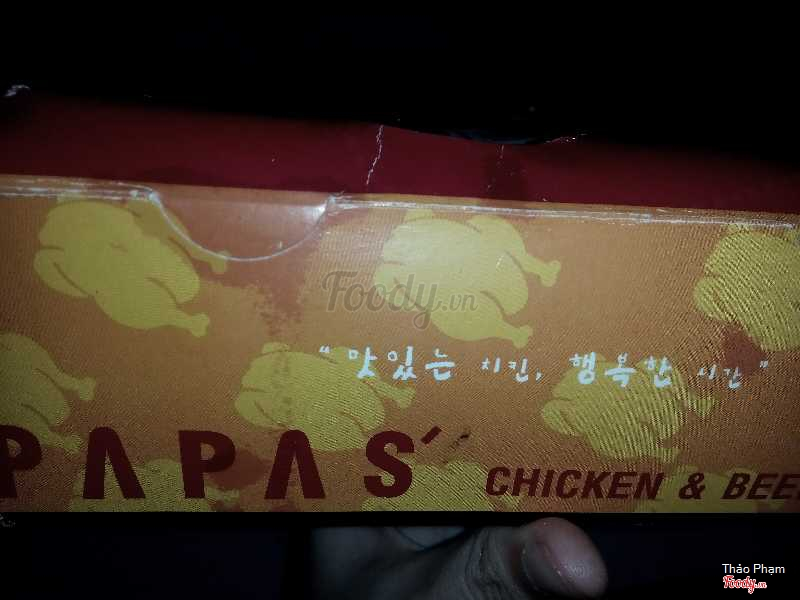 Foody.vn
“ 맛있는 치킨, 행복한 시간 ”
PAPAS' CHICKEN & BEE
Thảo Phạm
Foody.vn